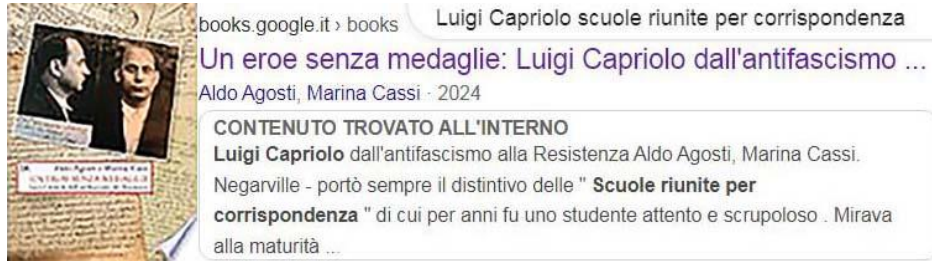 Luigi Capriolo scuole riunite per corrispondenza
books.google.it › books
Un eroe senza medaglie: Luigi Capriolo dall'antifascismo ...
Aldo Agosti, Marina Cassi · 2024
CONTENUTO TROVATO ALL'INTERNO
Luigi Capriolo dall'antifascismo alla Resistenza Aldo Agosti, Marina Cassi.
Negarville - portò sempre il distintivo delle " Scuole riunite per
corrispondenza " di cui per anni fu uno studente attento e scrupoloso . Mirava
alla maturità ...